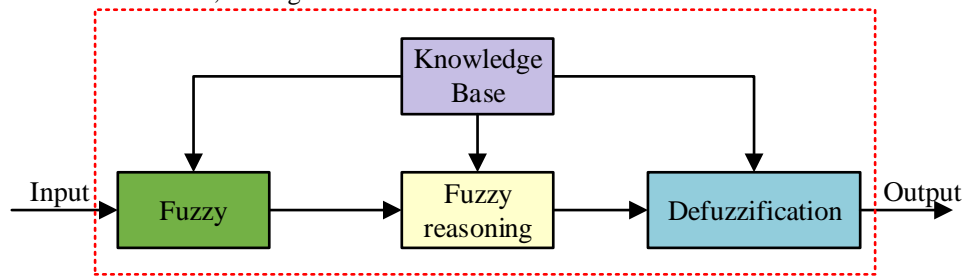 Knowledge
Base
Input
Fuzzy
Fuzzy
reasoning
Defuzzification
Output